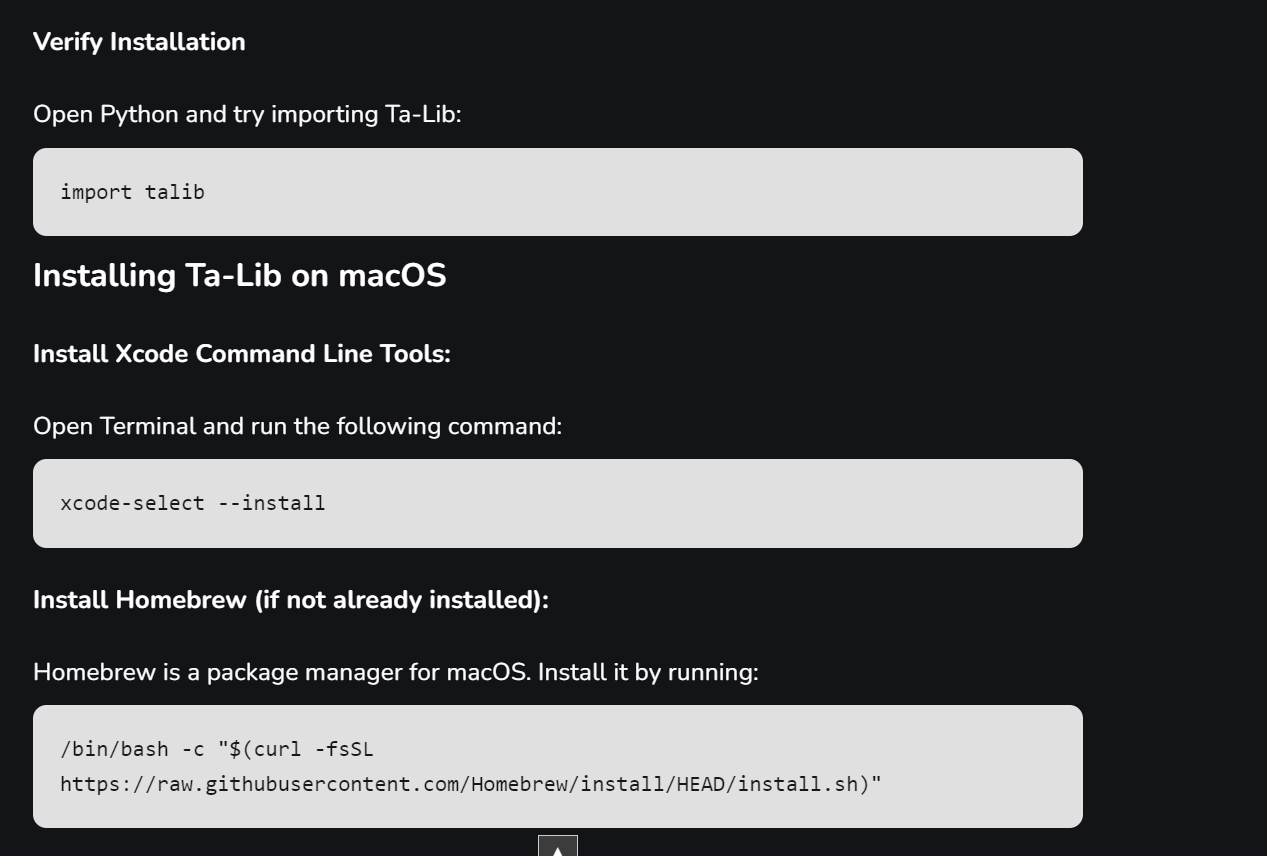 Verify Installation
Open Python and try importing Ta-Lib:
import talib
Installing Ta-Lib on macOS
Install Xcode Command Line Tools:
Open Terminal and run the following command:
xcode-select --install
Install Homebrew (if not already installed):
Homebrew is a package manager for macOS. Install it by running:
/bin/bash -c "$(curl -fsSL
https://raw.githubusercontent.com/Homebrew/install/HEAD/install.sh)"